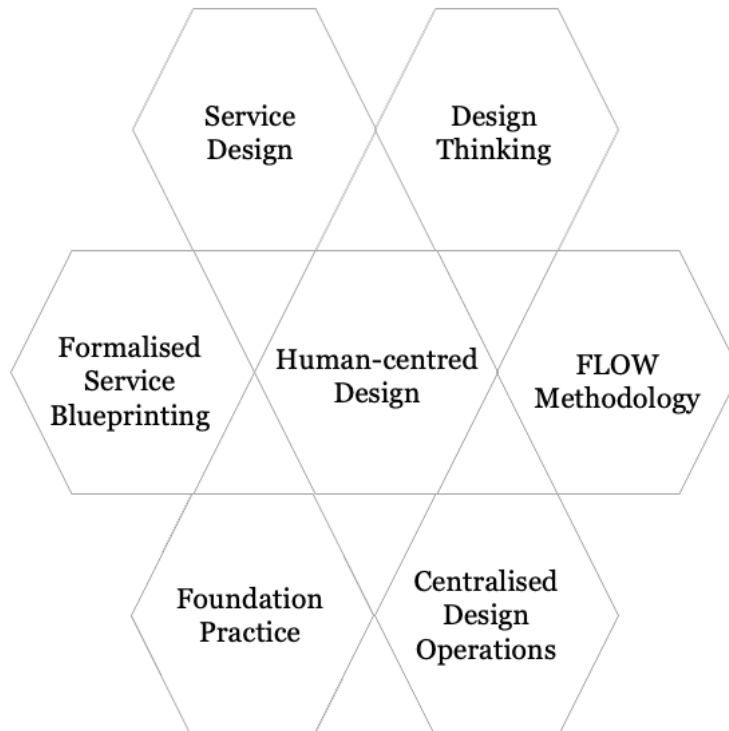 Service
Design
Design
Thinking
Formalised
Service
Blueprinting
Human-centred
Design
FLOW
Methodology
Foundation
Practice
Centralised
Design
Operations